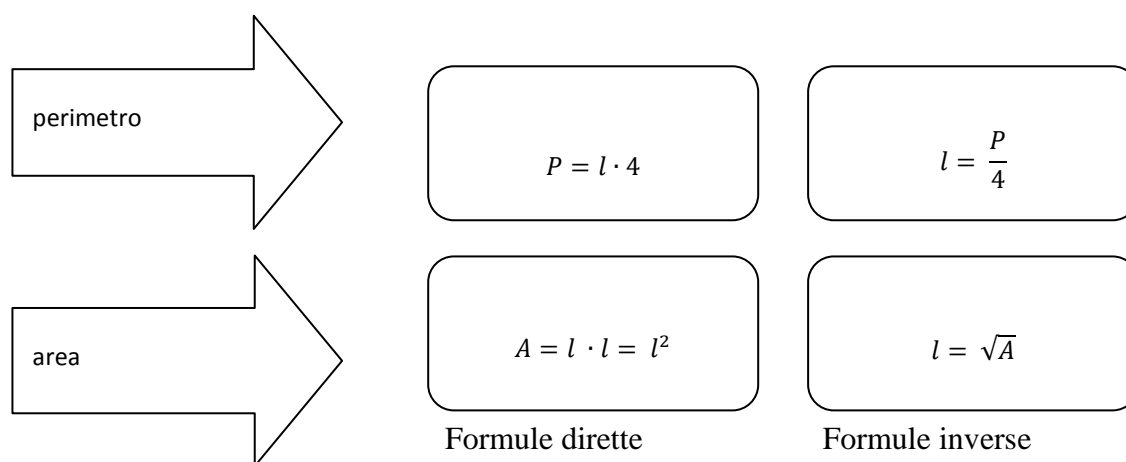 perimetro
P = l · 4
l = P/4
area
A = l · l = l²
l = √A
Formule dirette
Formule inverse